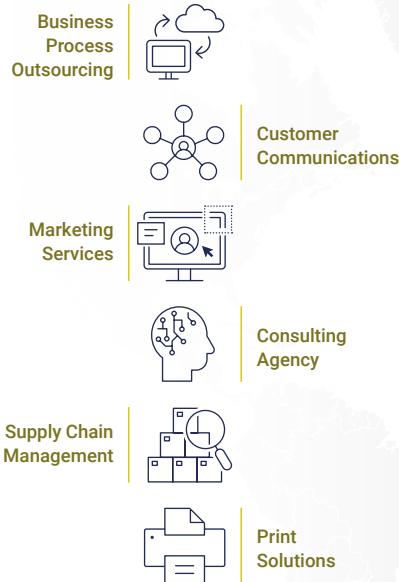 Business
Process
Outsourcing
Customer
Communications
Marketing
Services
Consulting
Agency
Supply Chain
Management
Print
Solutions